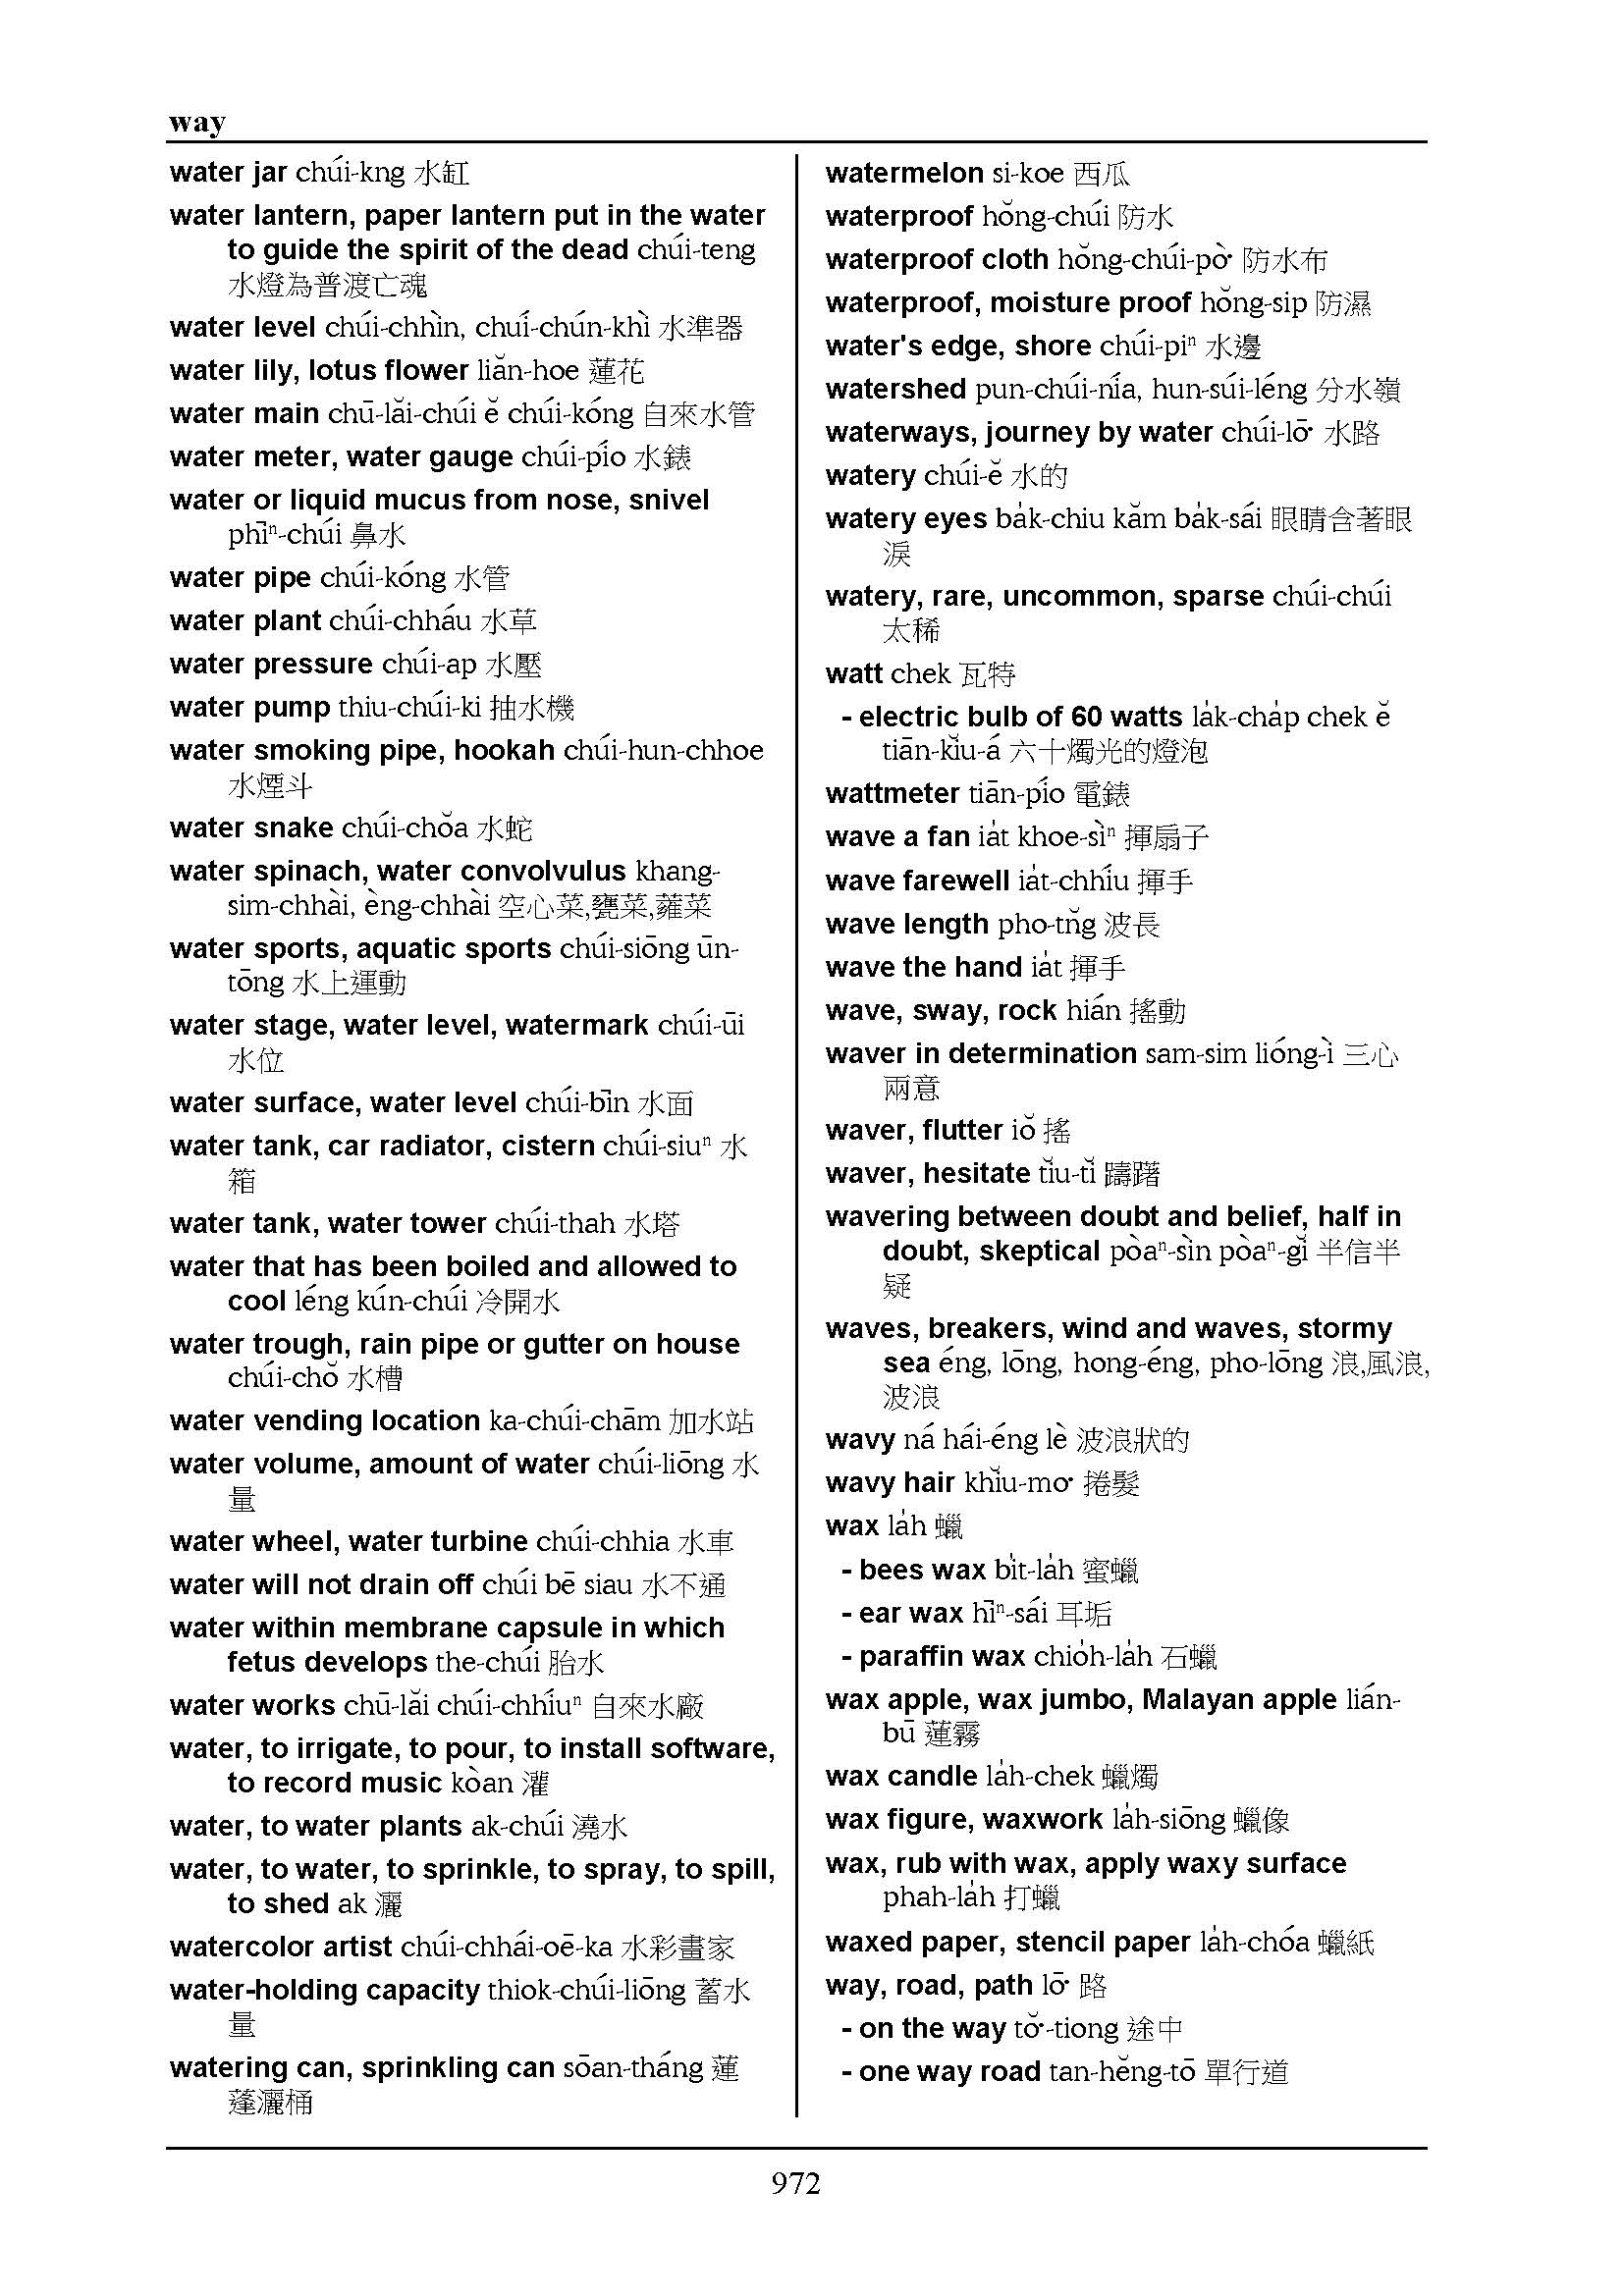 way
water jar chúi-kng 水缸
water lantern, paper lantern put in the water
to guide the spirit of the dead chúi-teng
水燈為普渡亡魂
water level chúi-chhìn, chuí-chún-khì 水準器
water lily, lotus flower liăn-hoe 蓮花
water main chū-lăi-chúi ĕ chúi-kóng 自來水管
water meter, water gauge chúi-pío 水錶
water or liquid mucus from nose, snivel
phīⁿ-chúi 鼻水
water pipe chúi-kóng 水管
water plant chúi-chháu 水草
water pressure chúi-ap 水壓
water pump thiu-chúi-ki 抽水機
water smoking pipe, hookah chúi-hun-chhoe
水煙斗
water snake chúi-chŏa 水蛇
water spinach, water convolvulus khang-
sim-chhài, èng-chhài 空心菜,甕菜,蕹菜
water sports, aquatic sports chúi-siōng ūn-
tōng 水上運動
water stage, water level, watermark chúi-ūi
水位
water surface, water level chúi-bīn 水面
water tank, car radiator, cistern chúi-siuⁿ 水
箱
water tank, water tower chúi-thah 水塔
water that has been boiled and allowed to
cool léng kún-chúi 冷開水
water trough, rain pipe or gutter on house
chúi-chŏ 水槽
water vending location ka-chúi-chām 加水站
water volume, amount of water chúi-liōng 水
量
water wheel, water turbine chúi-chhia 水車
water will not drain off chúi bē siau 水不通
water within membrane capsule in which
fetus develops the-chúi 胎水
water works chū-lăi chúi-chhíuⁿ 自來水廠
water, to irrigate, to pour, to install software,
to record music kòan 灌
water, to water plants ak-chúi 澆水
water, to water, to sprinkle, to spray, to spill,
to shed ak 灑
watercolor artist chúi-chhái-oē-ka 水彩畫家
water-holding capacity thiok-chúi-liōng 蓄水
量
watering can, sprinkling can sōan-tháng 蓮
蓬灑桶
watermelon si-koe 西瓜
waterproof hŏng-chúi 防水
waterproof cloth hŏng-chúi-pò͘ 防水布
waterproof, moisture proof hŏng-sip 防濕
water's edge, shore chúi-piⁿ 水邊
watershed pun-chúi-nía, hun-súi-léng 分水嶺
waterways, journey by water chúi-lō͘ 水路
watery chúi-ĕ 水的
watery eyes ba̍k-chiu kăm ba̍k-sái 眼睛含著眼
淚
watery, rare, uncommon, sparse chúi-chúi
太稀
watt chek 瓦特
- electric bulb of 60 watts la̍k-cha̍p chek ĕ
tiān-kĭu-á 六十燭光的燈泡
wattmeter tiān-pío 電錶
wave a fan ia̍t khoe-sìⁿ 揮扇子
wave farewell ia̍t-chhíu 揮手
wave length pho-tn̆g 波長
wave the hand ia̍t 揮手
wave, sway, rock hián 搖動
waver in determination sam-sim lióng-ì 三心
兩意
waver, flutter iŏ 搖
waver, hesitate tĭu-tĭ 躊躇
wavering between doubt and belief, half in
doubt, skeptical pòaⁿ-sìn pòaⁿ-gĭ 半信半
疑
waves, breakers, wind and waves, stormy
sea éng, lōng, hong-éng, pho-lōng 浪,風浪,
波浪
wavy ná hái-éng lè 波浪狀的
wavy hair khĭu-mo͘ 捲髮
wax la̍h 蠟
- bees wax bi̍t-la̍h 蜜蠟
- ear wax hīⁿ-sái 耳垢
- paraffin wax chio̍h-la̍h 石蠟
wax apple, wax jumbo, Malayan apple lián-
bū 蓮霧
wax candle la̍h-chek 蠟燭
wax figure, waxwork la̍h-siōng 蠟像
wax, rub with wax, apply waxy surface
phah-la̍h 打蠟
waxed paper, stencil paper la̍h-chóa 蠟紙
way, road, path lō͘ 路
- on the way tŏ͘-tiong 途中
- one way road tan-hĕng-tō 單行道
972